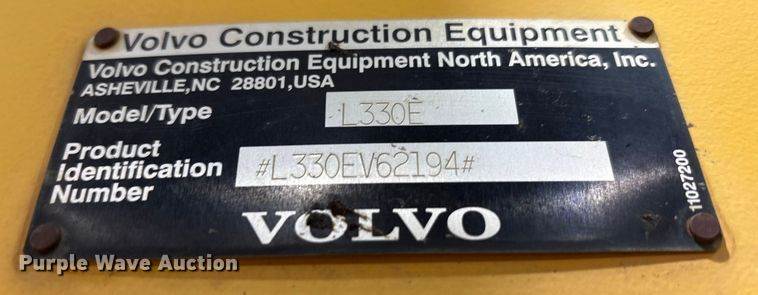 Volvo Construction Equipment
Volvo Construction Equipment North America, Inc.
ASHEVILLE,NC 28801,USA
Model/Type L330E
Product
Identification
Number
#L330EV62194#
VOLVO
11027200
Purple Wave Auction